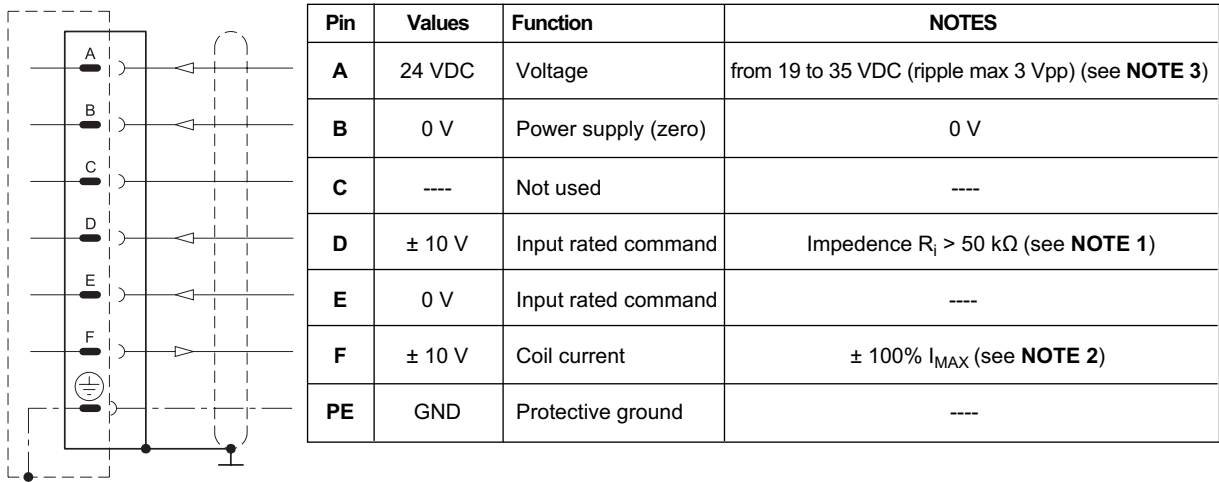 A
B
C
D
E
F
Pin Values Function NOTES
A 24 VDC Voltage from 19 to 35 VDC (ripple max 3 Vpp) (see NOTE 3)
B 0 V Power supply (zero) 0 V
C ---- Not used ----
D ± 10 V Input rated command Impedence Ri > 50 kΩ (see NOTE 1)
E 0 V Input rated command ----
F ± 10 V Coil current ± 100% IMAX (see NOTE 2)
PE GND Protective ground ----